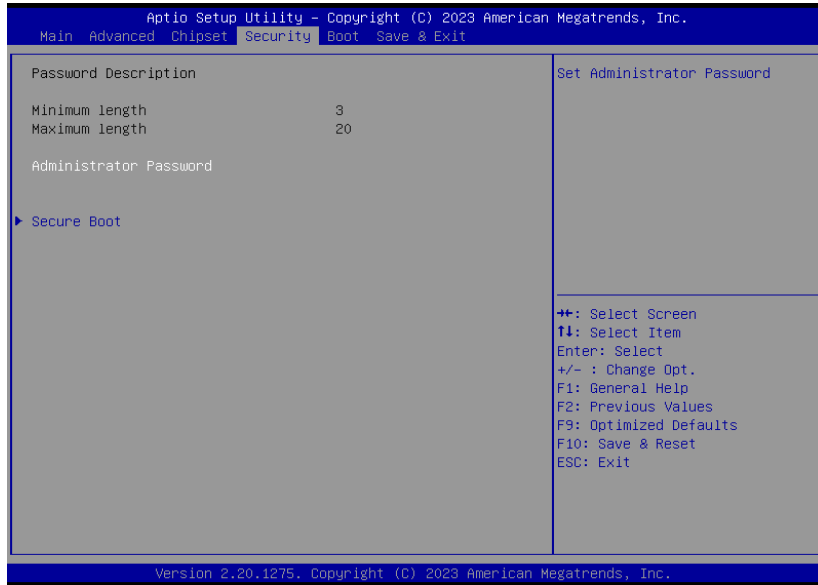 Aptio Setup Utility – Copyright (C) 2023 American Megatrends, Inc.
Main Advanced Chipset Security Boot Save & Exit
Password Description
Minimum length 3
Maximum length 20
Administrator Password
Secure Boot
Set Administrator Password
→←: Select Screen
↑↓: Select Item
Enter: Select
+/- : Change Opt.
F1: General Help
F2: Previous Values
F9: Optimized Defaults
F10: Save & Reset
ESC: Exit
Version 2.20.1275. Copyright (C) 2023 American Megatrends, Inc.